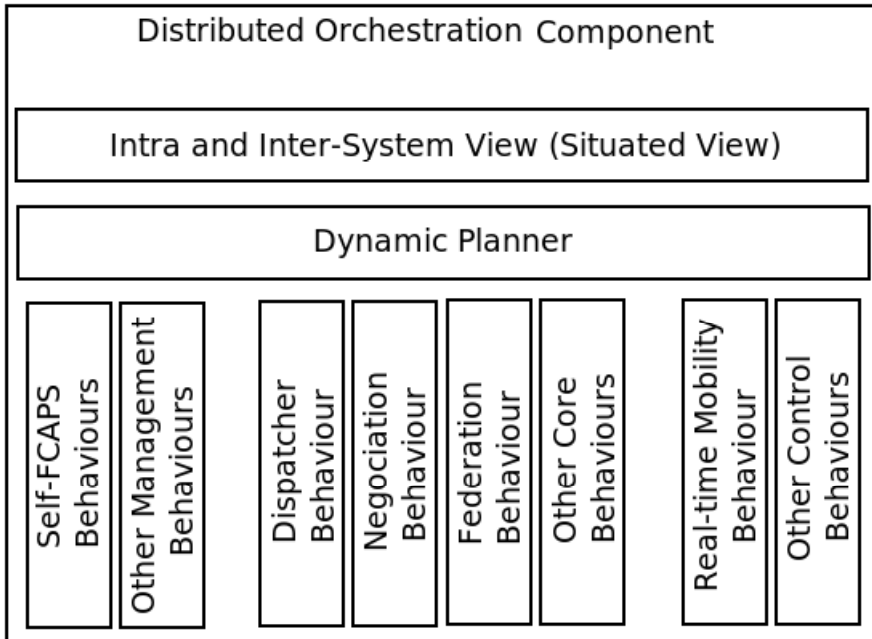 Distributed Orchestration Component
Intra and Inter-System View (Situated View)
Dynamic Planner
Self-FCAPS
Behaviours
Other Management
Behaviours
Dispatcher
Behaviour
Negociation
Behaviour
Federation
Behaviour
Other Core
Behaviours
Real-time Mobility
Behaviour
Other Control
Behaviours